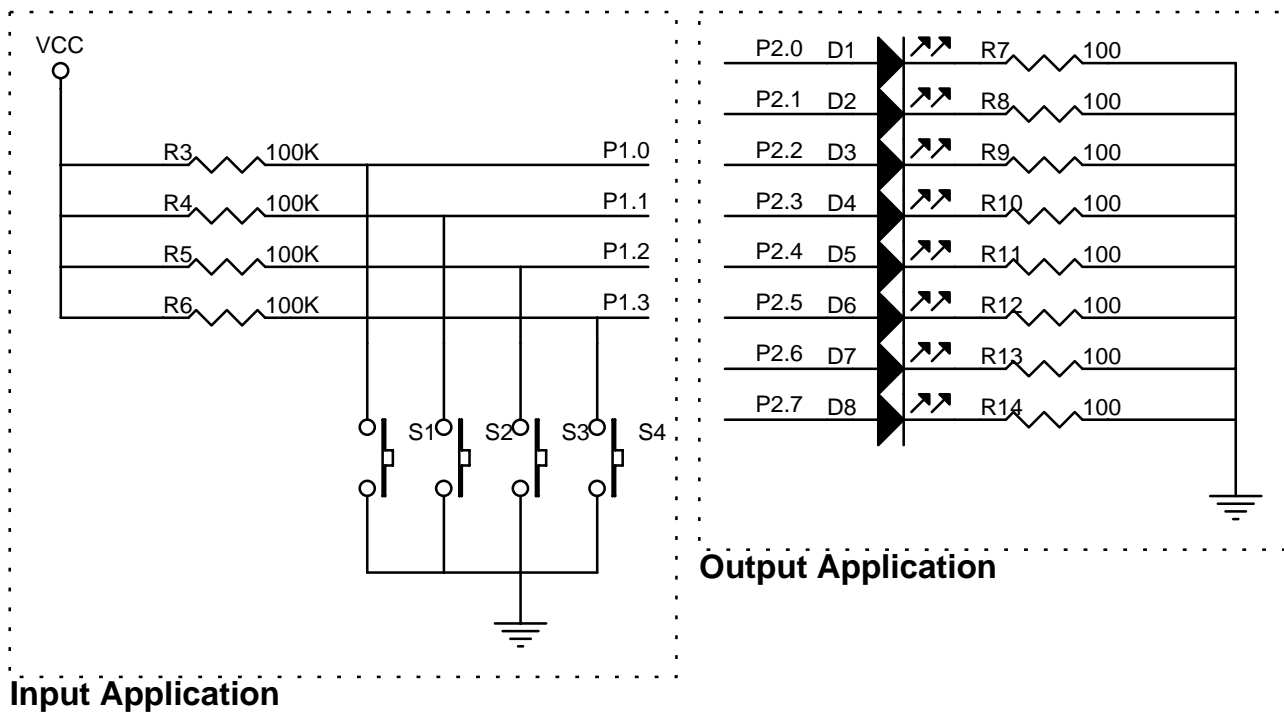 VCC
R3 100K P1.0
R4 100K P1.1
R5 100K P1.2
R6 100K P1.3
S1 S2 S3 S4
Input Application
P2.0 D1 R7 100
P2.1 D2 R8 100
P2.2 D3 R9 100
P2.3 D4 R10 100
P2.4 D5 R11 100
P2.5 D6 R12 100
P2.6 D7 R13 100
P2.7 D8 R14 100
Output Application